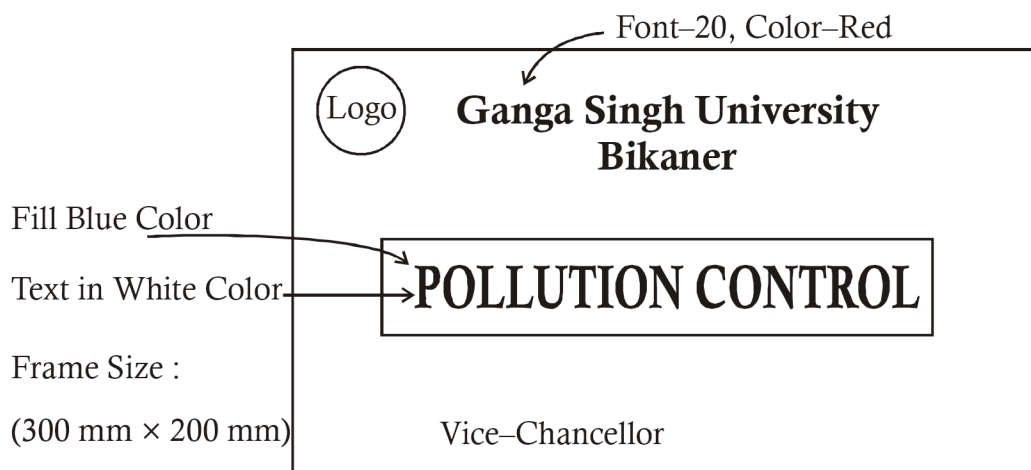 Font–20, Color–Red
Logo
Ganga Singh University
Bikaner
Fill Blue Color
POLLUTION CONTROL
Text in White Color
Frame Size :
(300 mm × 200 mm)
Vice–Chancellor